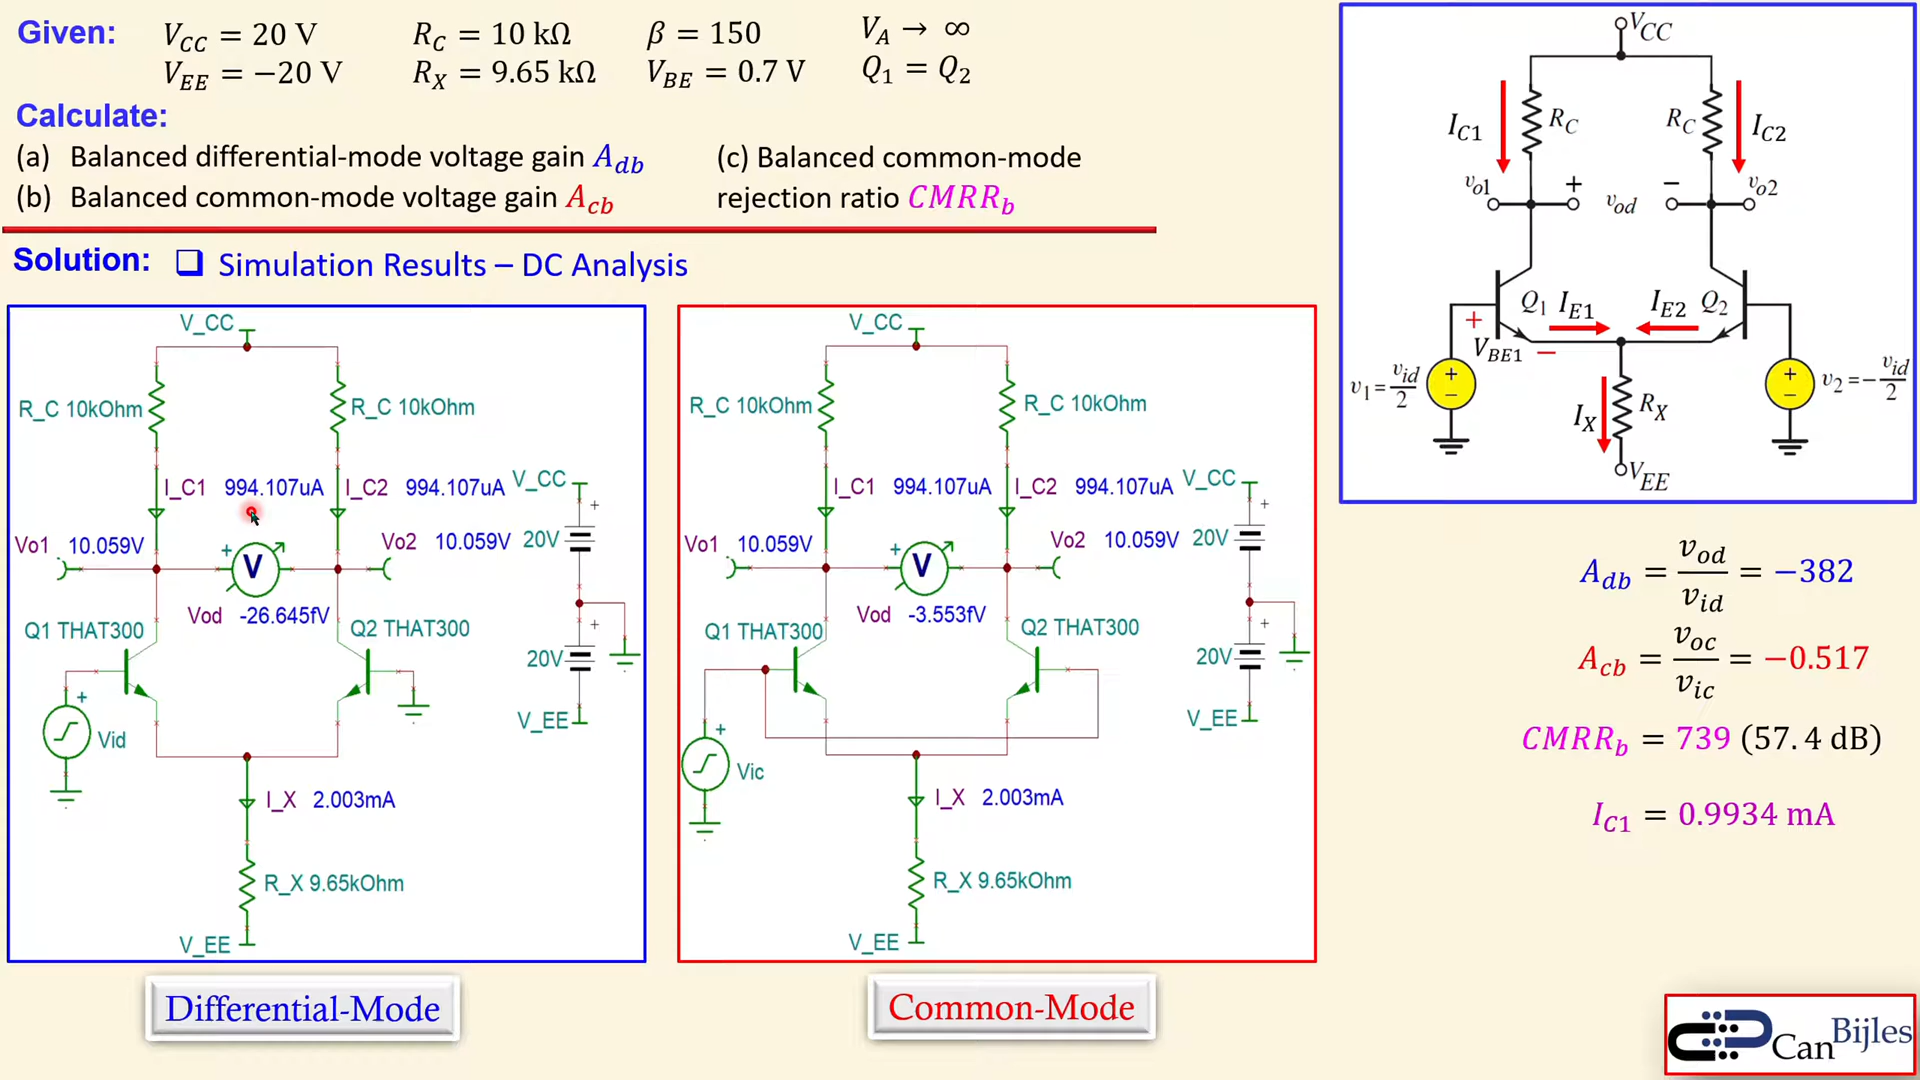 Given: V_CC = 20 V R_C = 10 kΩ β = 150 V_A → ∞
V_EE = −20 V R_X = 9.65 kΩ V_BE = 0.7 V Q_1 = Q_2
Calculate:
(a) Balanced differential-mode voltage gain A_db
(b) Balanced common-mode voltage gain A_cb
(c) Balanced common-mode
rejection ratio CMRR_b
Solution: ❑ Simulation Results – DC Analysis
V_CC
R_C 10kOhm
R_C 10kOhm
I_C1 994.107uA
I_C2 994.107uA
V_CC
+
Vo1 10.059V
+
V
Vo2 10.059V
20V
Vod -26.645fV
Q1 THAT300
Q2 THAT300
+
20V
+
Vid
V_EE
I_X 2.003mA
R_X 9.65kOhm
V_EE
Differential-Mode
V_CC
R_C 10kOhm
R_C 10kOhm
I_C1 994.107uA
I_C2 994.107uA
V_CC
+
Vo1 10.059V
+
V
Vo2 10.059V
20V
Vod -3.553fV
Q1 THAT300
Q2 THAT300
+
20V
+
Vic
V_EE
I_X 2.003mA
R_X 9.65kOhm
V_EE
Common-Mode
V_CC
I_C1 R_C R_C I_C2
v_o1 + v_od − v_o2
Q_1 I_E1 I_E2 Q_2
+ V_BE1 −
v_1 = v_id/2 + −
+ − v_2 = −v_id/2
I_X R_X
V_EE
A_db = v_od/v_id = −382
A_cb = v_oc/v_ic = −0.517
CMRR_b = 739 (57.4 dB)
I_C1 = 0.9934 mA
CanBijles